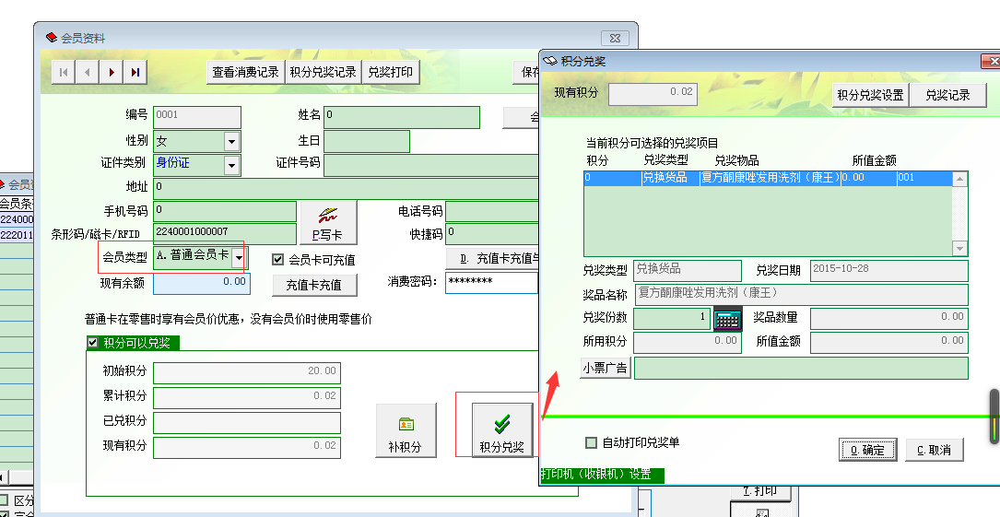 会员资料
查看消费记录 积分兑奖记录 兑奖打印
编号 0001 姓名 0
性别 女 生日
证件类别 身份证 证件号码
地址 0
手机号码 0 电话号码
P.写卡
条形码/磁卡/RFID 2240001000007 快捷码 0
会员类型 A.普通会员卡 会员卡可充值 D. 充值卡充值
现有余额 0.00 充值卡充值 消费密码: ********
普通卡在零售时享有会员价优惠，没有会员价时使用零售价
积分可以兑奖
初始积分 20.00
累计积分 0.02
已兑积分
现有积分 0.02
补积分 积分兑奖
积分兑奖
现有积分 0.02 积分兑奖设置 兑奖记录
当前积分可选择的兑奖项目
积分 兑奖类型 兑奖物品 所值金额
0 兑换货品 复方酮康唑发用洗剂（康王） 0.00 001
兑奖类型 兑换货品 兑奖日期 2015-10-28
奖品名称 复方酮康唑发用洗剂（康王）
兑奖份数 1 奖品数量 0.00
所用积分 0.00 所值金额 0.00
小票广告
自动打印兑奖单
O.确定 C.取消
打印机（收银机）设置
会员
会员条
224000
222011
区分
7.打印